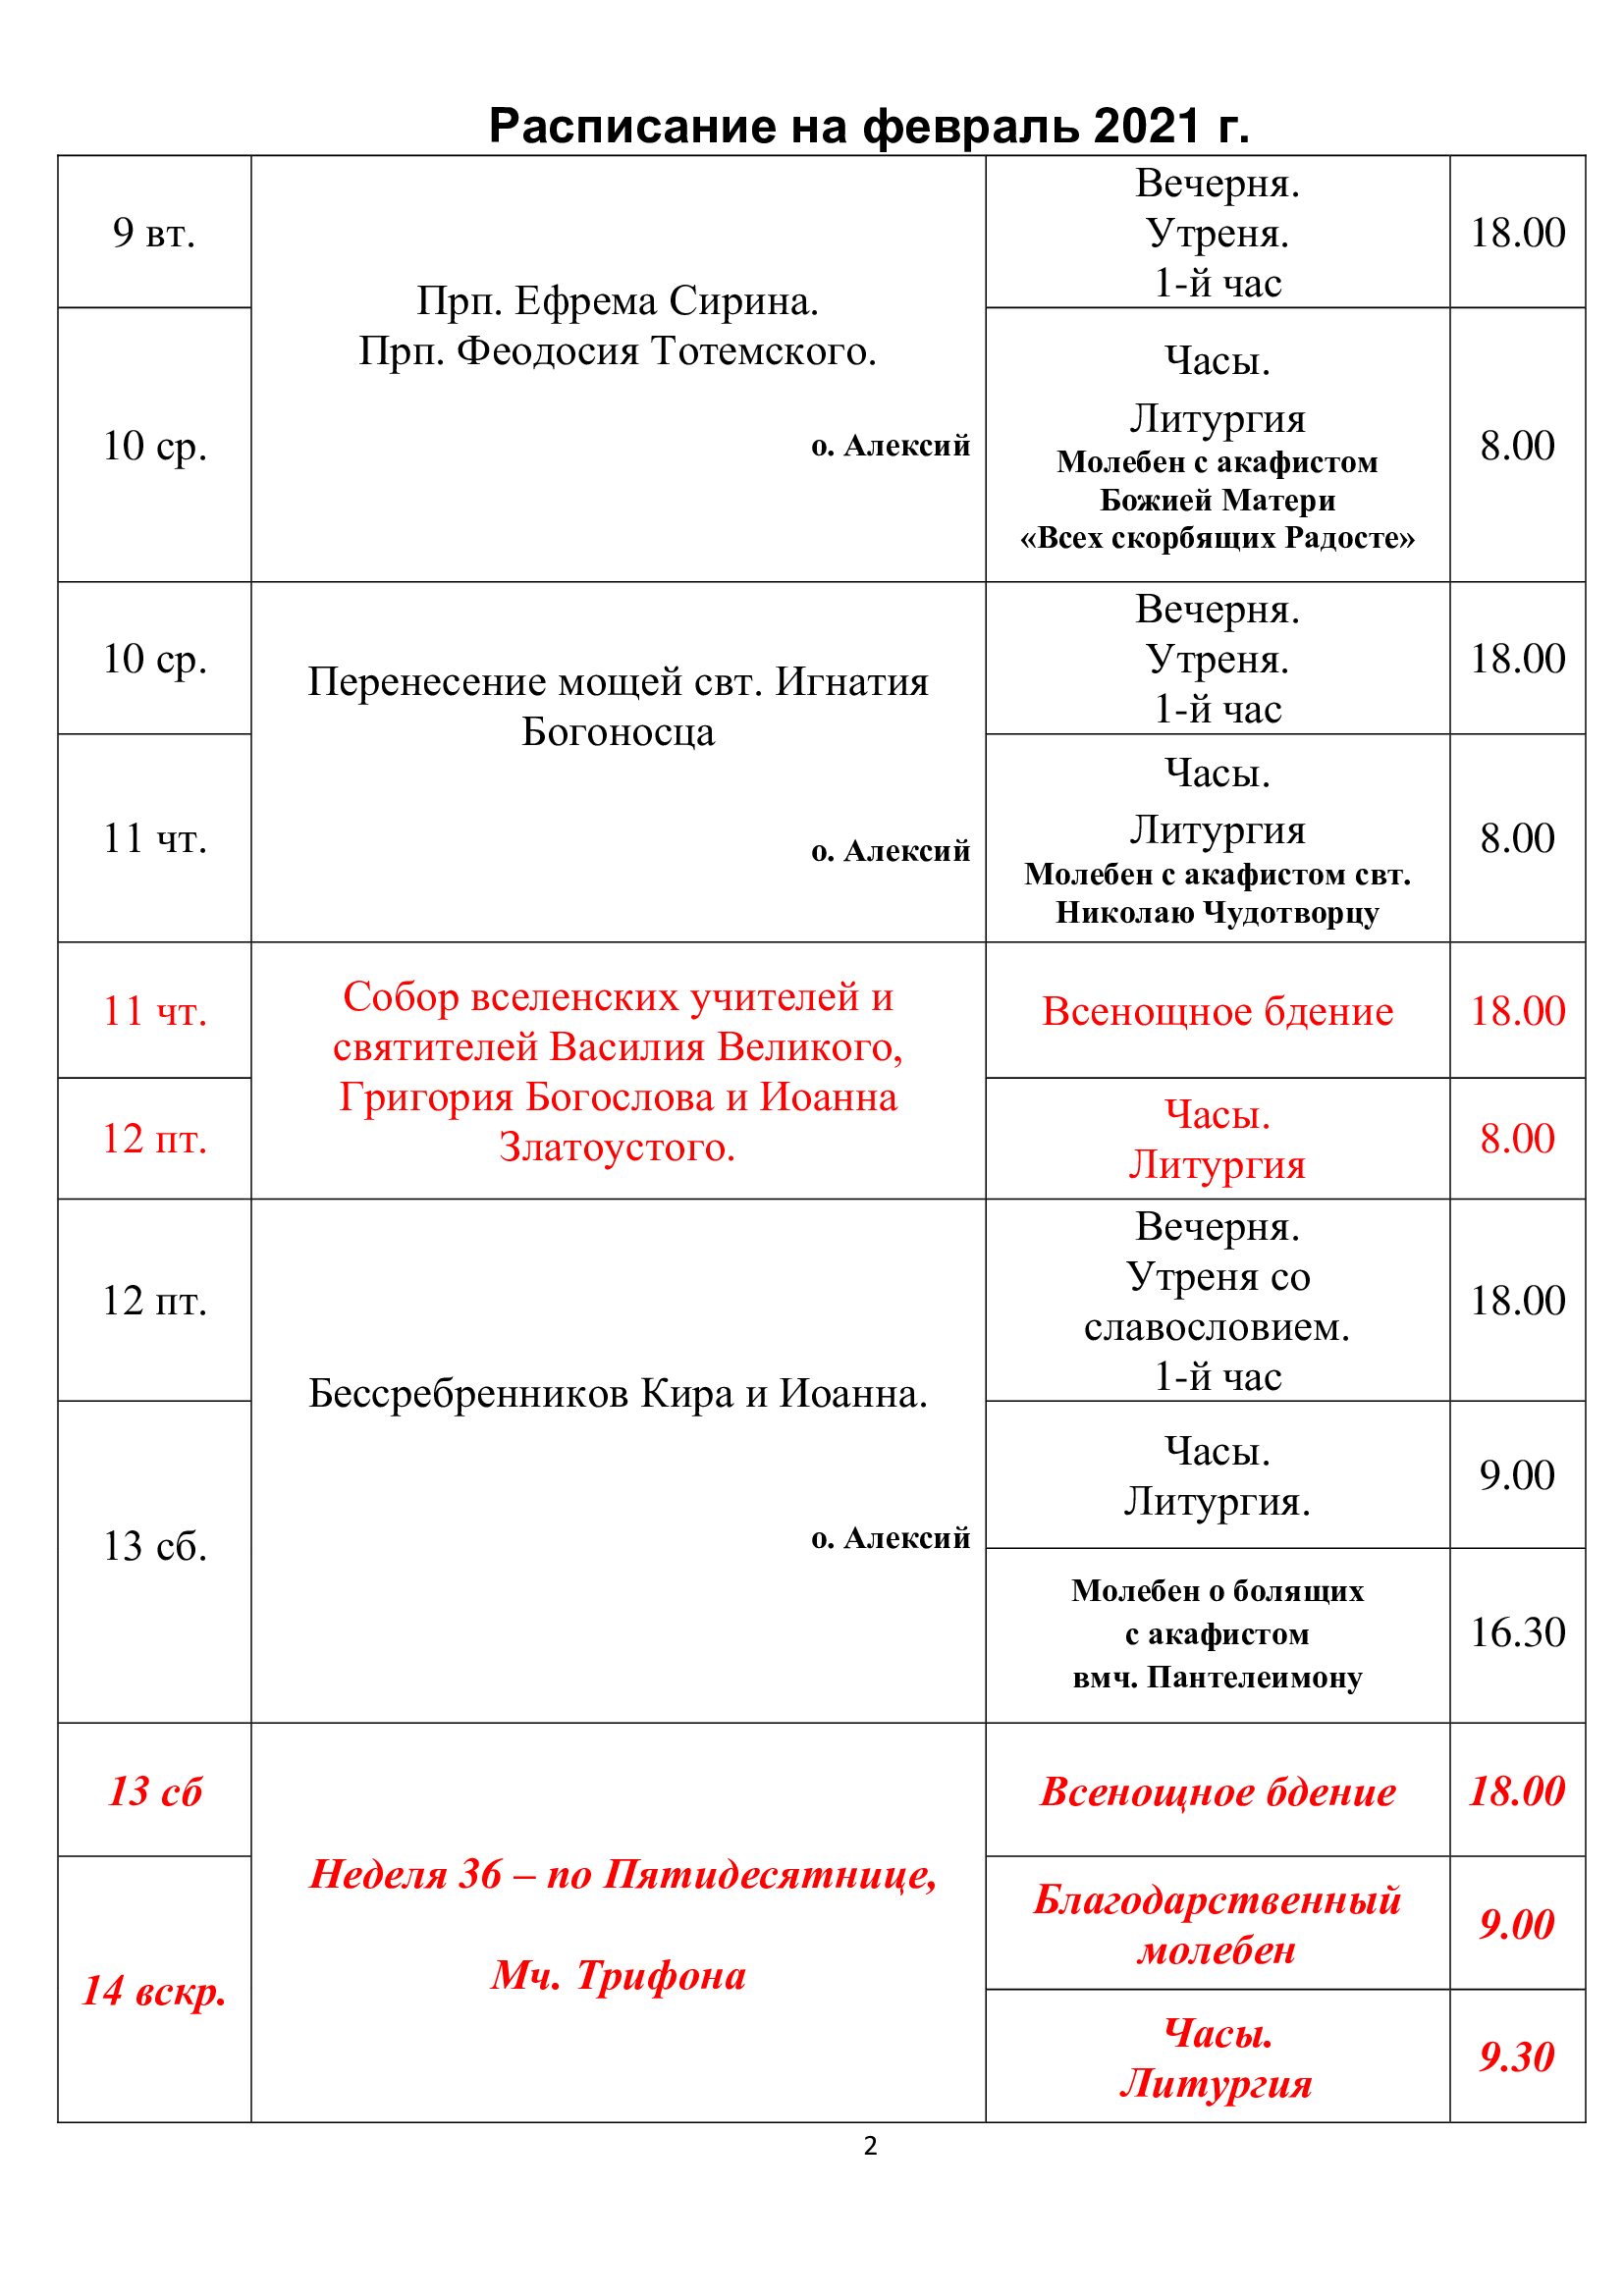 Расписание на февраль 2021 г.
9 вт.
Прп. Ефрема Сирина.
Прп. Феодосия Тотемского.
о. Алексий
Вечерня.
Утреня.
1-й час
18.00
10 ср.
Часы.
Литургия
Молебен с акафистом
Божией Матери
«Всех скорбящих Радосте»
8.00
10 ср.
Перенесение мощей свт. Игнатия
Богоносца
о. Алексий
Вечерня.
Утреня.
1-й час
18.00
11 чт.
Часы.
Литургия
Молебен с акафистом свт.
Николаю Чудотворцу
8.00
11 чт.
Собор вселенских учителей и
святителей Василия Великого,
Григория Богослова и Иоанна
Златоустого.
Всенощное бдение
18.00
12 пт.
Часы.
Литургия
8.00
12 пт.
Бессребренников Кира и Иоанна.
о. Алексий
Вечерня.
Утреня со
славословием.
1-й час
18.00
13 сб.
Часы.
Литургия.
9.00
Молебен о болящих
с акафистом
вмч. Пантелеимону
16.30
13 сб
Неделя 36 – по Пятидесятнице,
Мч. Трифона
Всенощное бдение
18.00
14 вскр.
Благодарственный
молебен
9.00
Часы.
Литургия
9.30
2